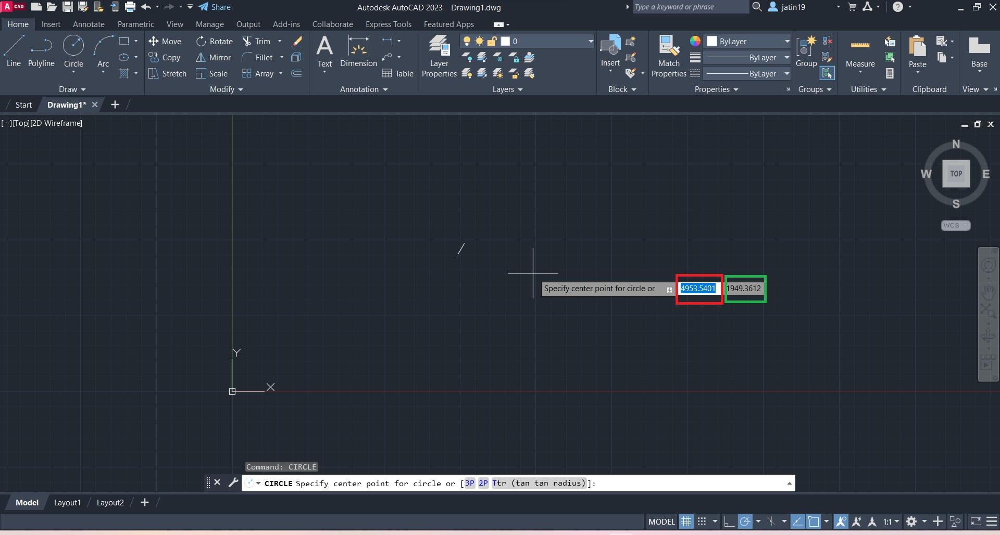 A CAD Share Autodesk AutoCAD 2023 Drawing1.dwg Type a keyword or phrase jatin19
Home Insert Annotate Parametric View Manage Output Add-ins Collaborate Express Tools Featured Apps
Line Polyline Circle Arc
Draw
Move Rotate Trim
Copy Mirror Fillet
Stretch Scale Array
Modify
Text Dimension Table
Annotation
Layer Properties 0
Layers
Insert
Block
Match Properties
ByLayer
ByLayer
ByLayer
Properties
Group
Groups
Measure
Utilities
Paste
Clipboard
Base
View
Start Drawing1*
[−][Top][2D Wireframe]
N
W TOP E
S
WCS
Specify center point for circle or 4953.5401 1949.3612
Y
X
Command: CIRCLE
CIRCLE Specify center point for circle or [3P 2P Ttr (tan tan radius)]:
Model Layout1 Layout2
MODEL 1:1